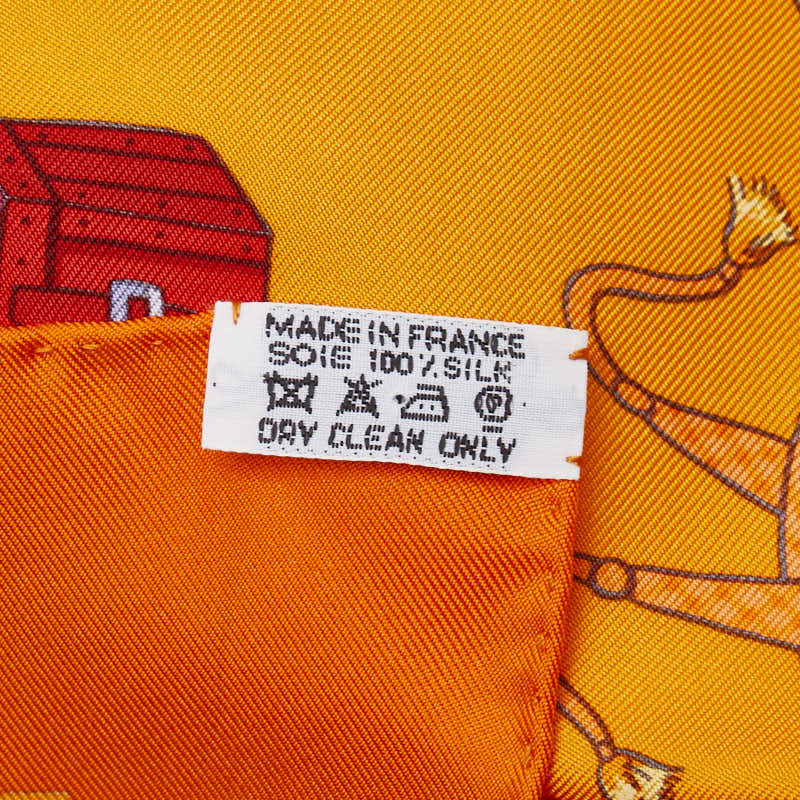 MADE IN FRANCE
SOIE 100% SILK
DRY CLEAN ONLY